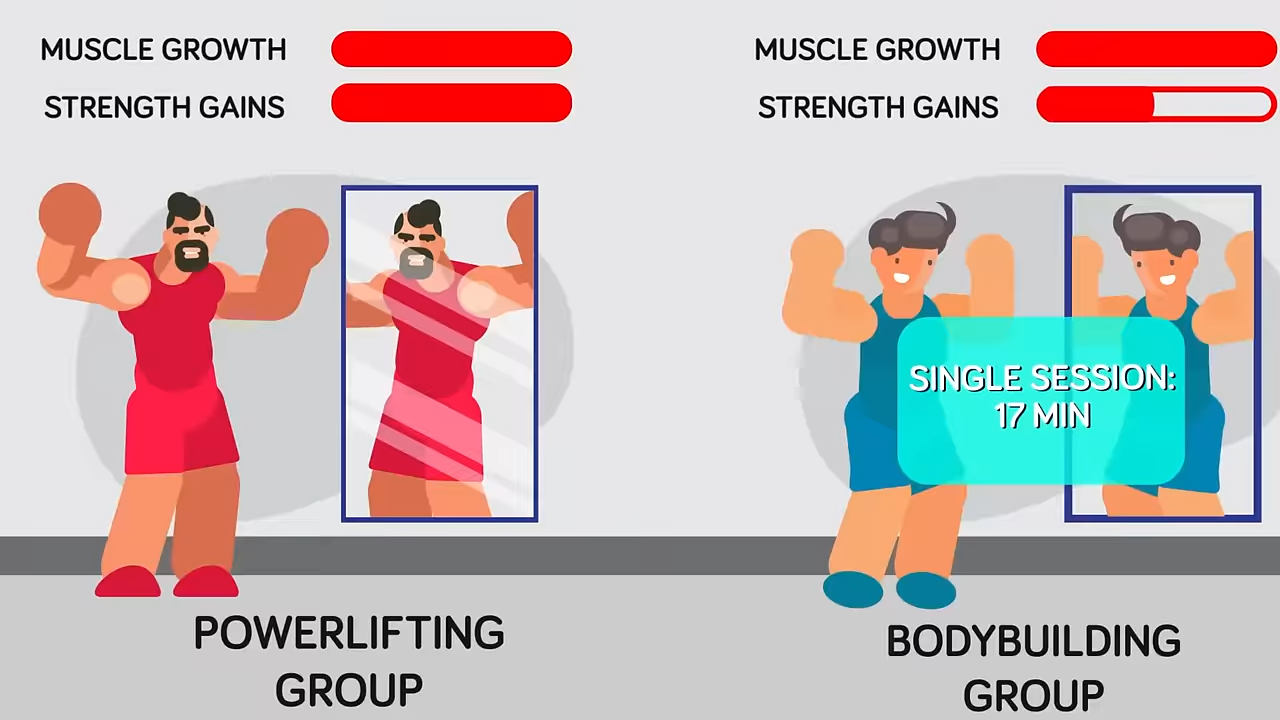 MUSCLE GROWTH
STRENGTH GAINS
MUSCLE GROWTH
STRENGTH GAINS
SINGLE SESSION:
17 MIN
POWERLIFTING
GROUP
BODYBUILDING
GROUP